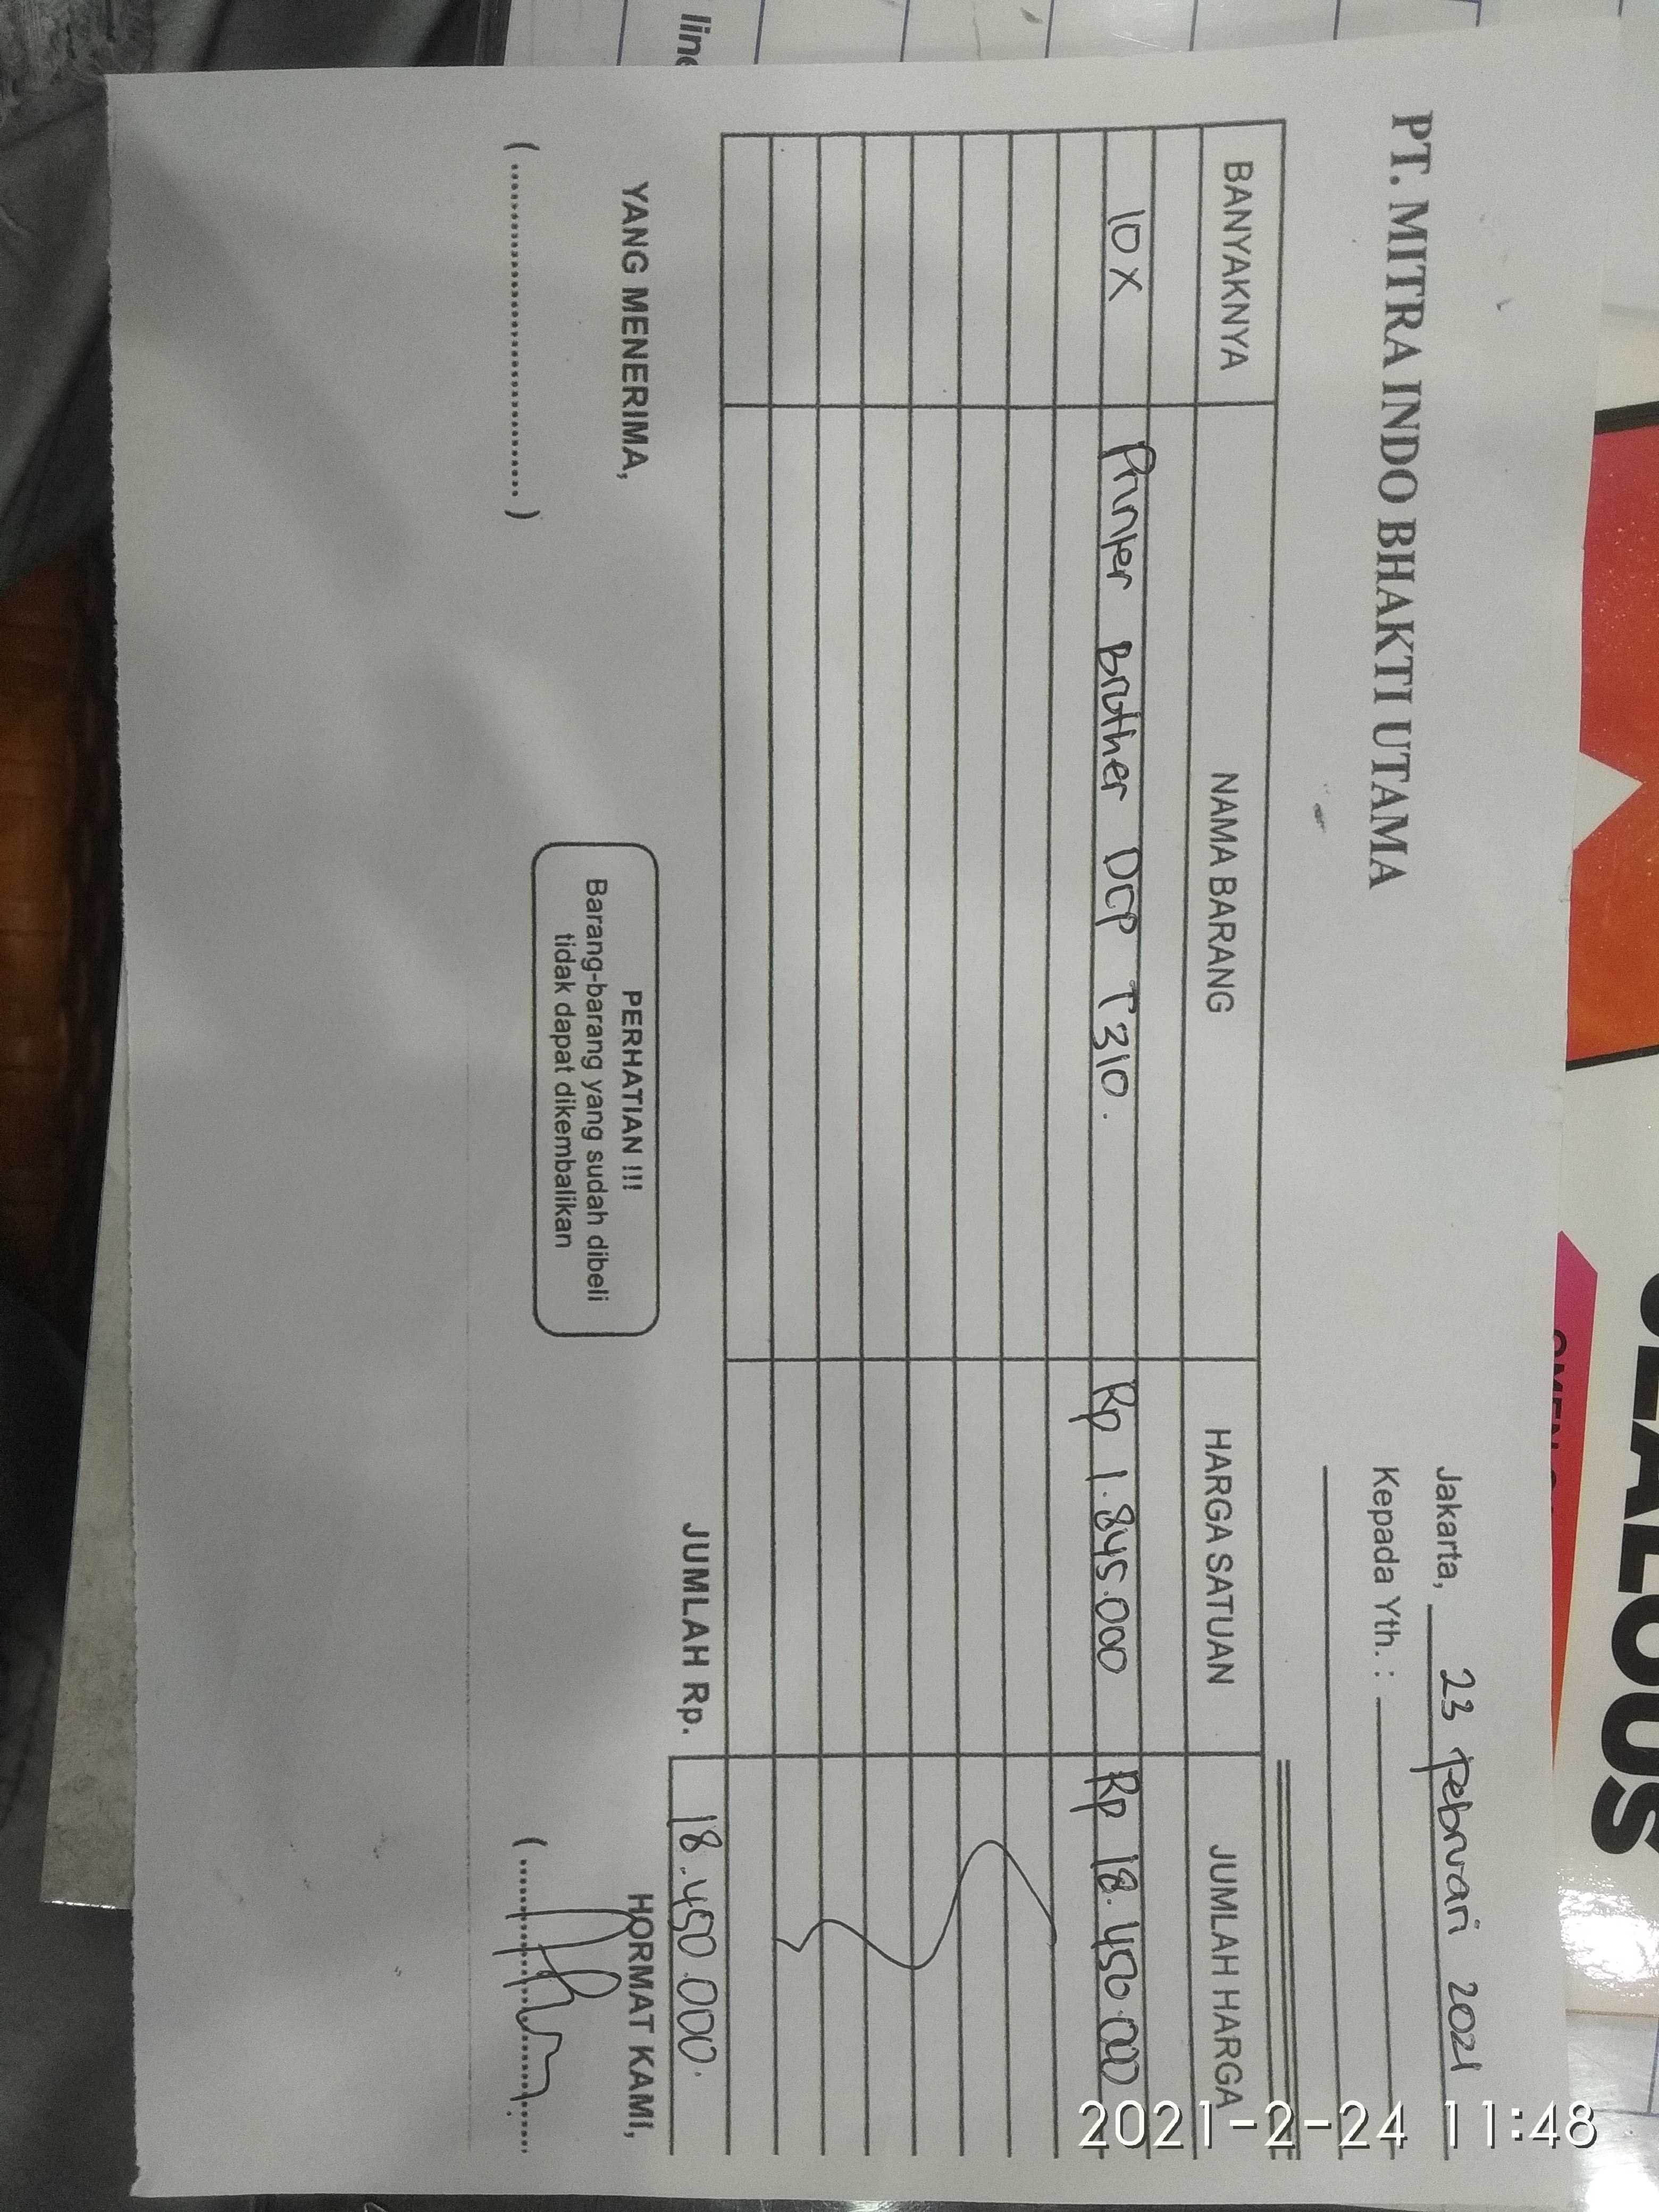 PT. MITRA INDO BHAKTI UTAMA
Jakarta, 23 Februari 2021
Kepada Yth. :
BANYAKNYA NAMA BARANG HARGA SATUAN JUMLAH HARGA
10 X Printer Brother DCP T310. Rp 1.845.000 Rp 18.450.000
JUMLAH Rp. 18.450.000.
YANG MENERIMA,
HORMAT KAMI,
PERHATIAN !!!
Barang-barang yang sudah dibeli
tidak dapat dikembalikan
line
2021-2-24 11:48